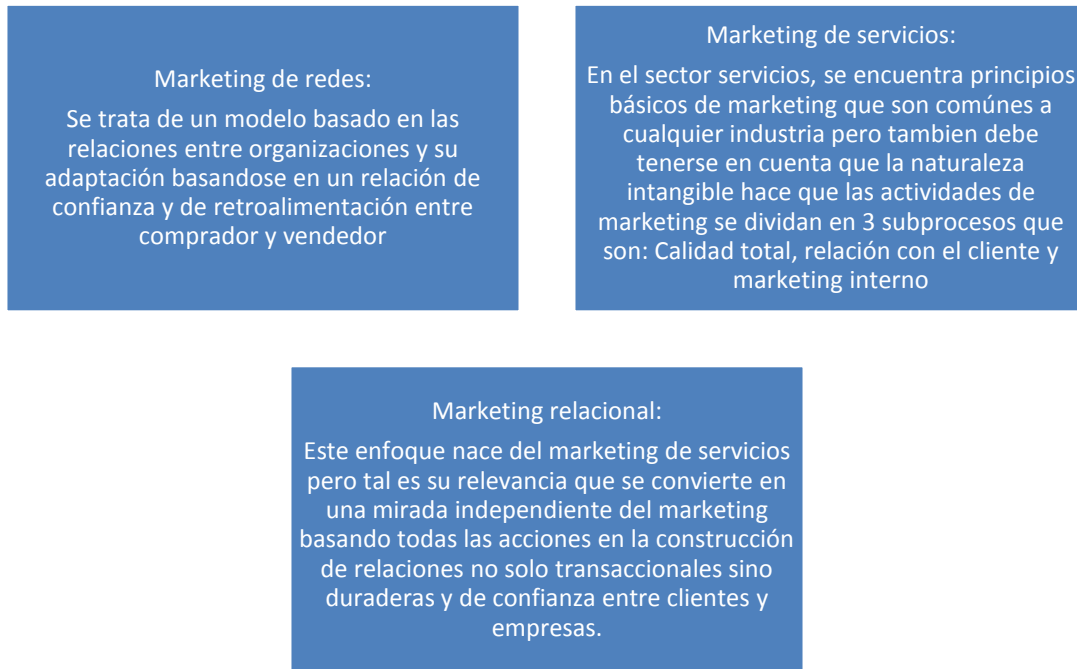 Marketing de redes:
Se trata de un modelo basado en las
relaciones entre organizaciones y su
adaptación basandose en un relación de
confianza y de retroalimentación entre
comprador y vendedor
Marketing de servicios:
En el sector servicios, se encuentra principios
básicos de marketing que son comúnes a
cualquier industria pero tambien debe
tenerse en cuenta que la naturaleza
intangible hace que las actividades de
marketing se dividan en 3 subprocesos que
son: Calidad total, relación con el cliente y
marketing interno
Marketing relacional:
Este enfoque nace del marketing de servicios
pero tal es su relevancia que se convierte en
una mirada independiente del marketing
basando todas las acciones en la construcción
de relaciones no solo transaccionales sino
duraderas y de confianza entre clientes y
empresas.